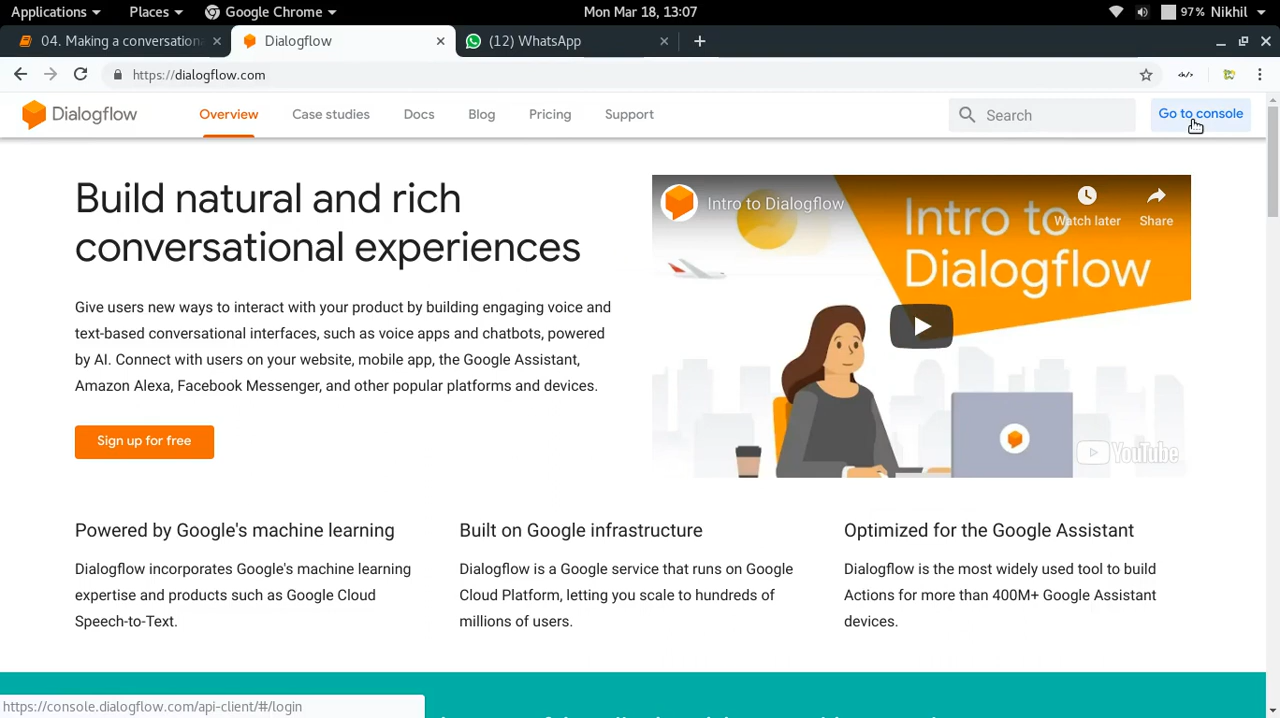 Applications Places Google Chrome Mon Mar 18, 13:07 97% Nikhil
04. Making a conversationa Dialogflow (12) WhatsApp
https://dialogflow.com
Dialogflow Overview Case studies Docs Blog Pricing Support Search Go to console
Build natural and rich
conversational experiences
Give users new ways to interact with your product by building engaging voice and
text-based conversational interfaces, such as voice apps and chatbots, powered
by AI. Connect with users on your website, mobile app, the Google Assistant,
Amazon Alexa, Facebook Messenger, and other popular platforms and devices.
Sign up for free
Intro to Dialogflow
Watch later Share
Intro to
Dialogflow
YouTube
Powered by Google's machine learning
Dialogflow incorporates Google's machine learning
expertise and products such as Google Cloud
Speech-to-Text.
Built on Google infrastructure
Dialogflow is a Google service that runs on Google
Cloud Platform, letting you scale to hundreds of
millions of users.
Optimized for the Google Assistant
Dialogflow is the most widely used tool to build
Actions for more than 400M+ Google Assistant
devices.
https://console.dialogflow.com/api-client/#/login